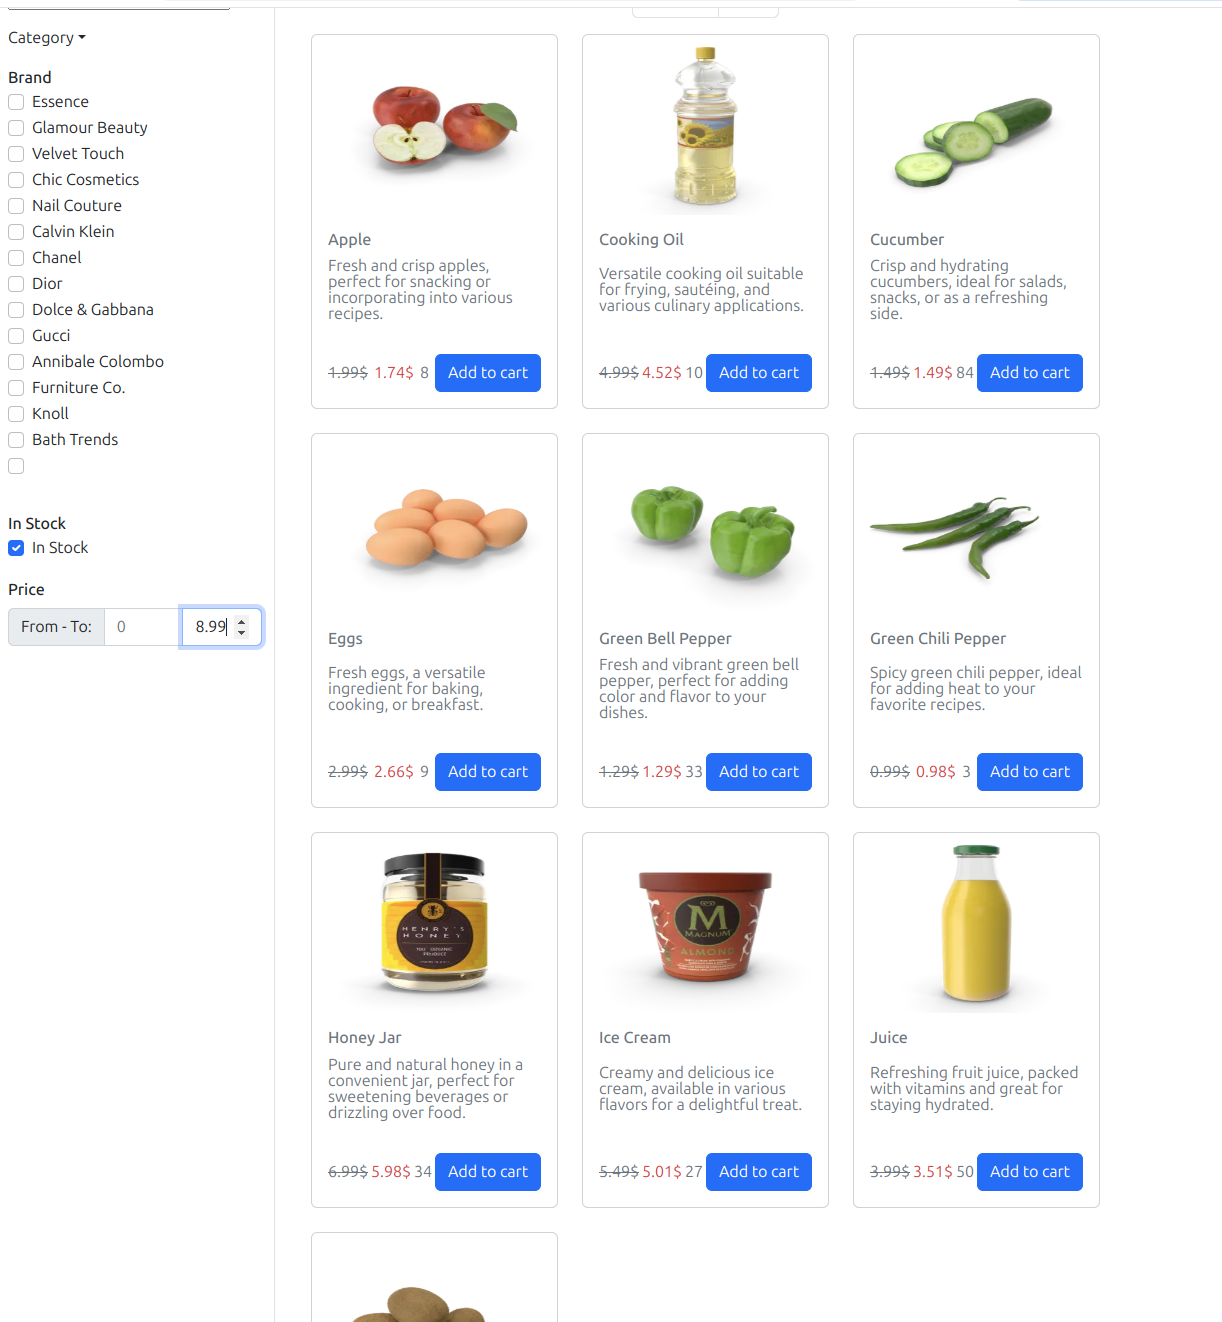 Category
Brand
Essence
Glamour Beauty
Velvet Touch
Chic Cosmetics
Nail Couture
Calvin Klein
Chanel
Dior
Dolce & Gabbana
Gucci
Annibale Colombo
Furniture Co.
Knoll
Bath Trends
In Stock
In Stock
Price
From - To: 0 8.99
Apple
Fresh and crisp apples,
perfect for snacking or
incorporating into various
recipes.
1.99$ 1.74$ 8 Add to cart
Cooking Oil
Versatile cooking oil suitable
for frying, sautéing, and
various culinary applications.
4.99$ 4.52$ 10 Add to cart
Cucumber
Crisp and hydrating
cucumbers, ideal for salads,
snacks, or as a refreshing
side.
1.49$ 1.49$ 84 Add to cart
Eggs
Fresh eggs, a versatile
ingredient for baking,
cooking, or breakfast.
2.99$ 2.66$ 9 Add to cart
Green Bell Pepper
Fresh and vibrant green bell
pepper, perfect for adding
color and flavor to your
dishes.
1.29$ 1.29$ 33 Add to cart
Green Chili Pepper
Spicy green chili pepper, ideal
for adding heat to your
favorite recipes.
0.99$ 0.98$ 3 Add to cart
HENRY'S
HONEY
Honey Jar
Pure and natural honey in a
convenient jar, perfect for
sweetening beverages or
drizzling over food.
6.99$ 5.98$ 34 Add to cart
M
MAGNUM
ALMOND
Ice Cream
Creamy and delicious ice
cream, available in various
flavors for a delightful treat.
5.49$ 5.01$ 27 Add to cart
Juice
Refreshing fruit juice, packed
with vitamins and great for
staying hydrated.
3.99$ 3.51$ 50 Add to cart